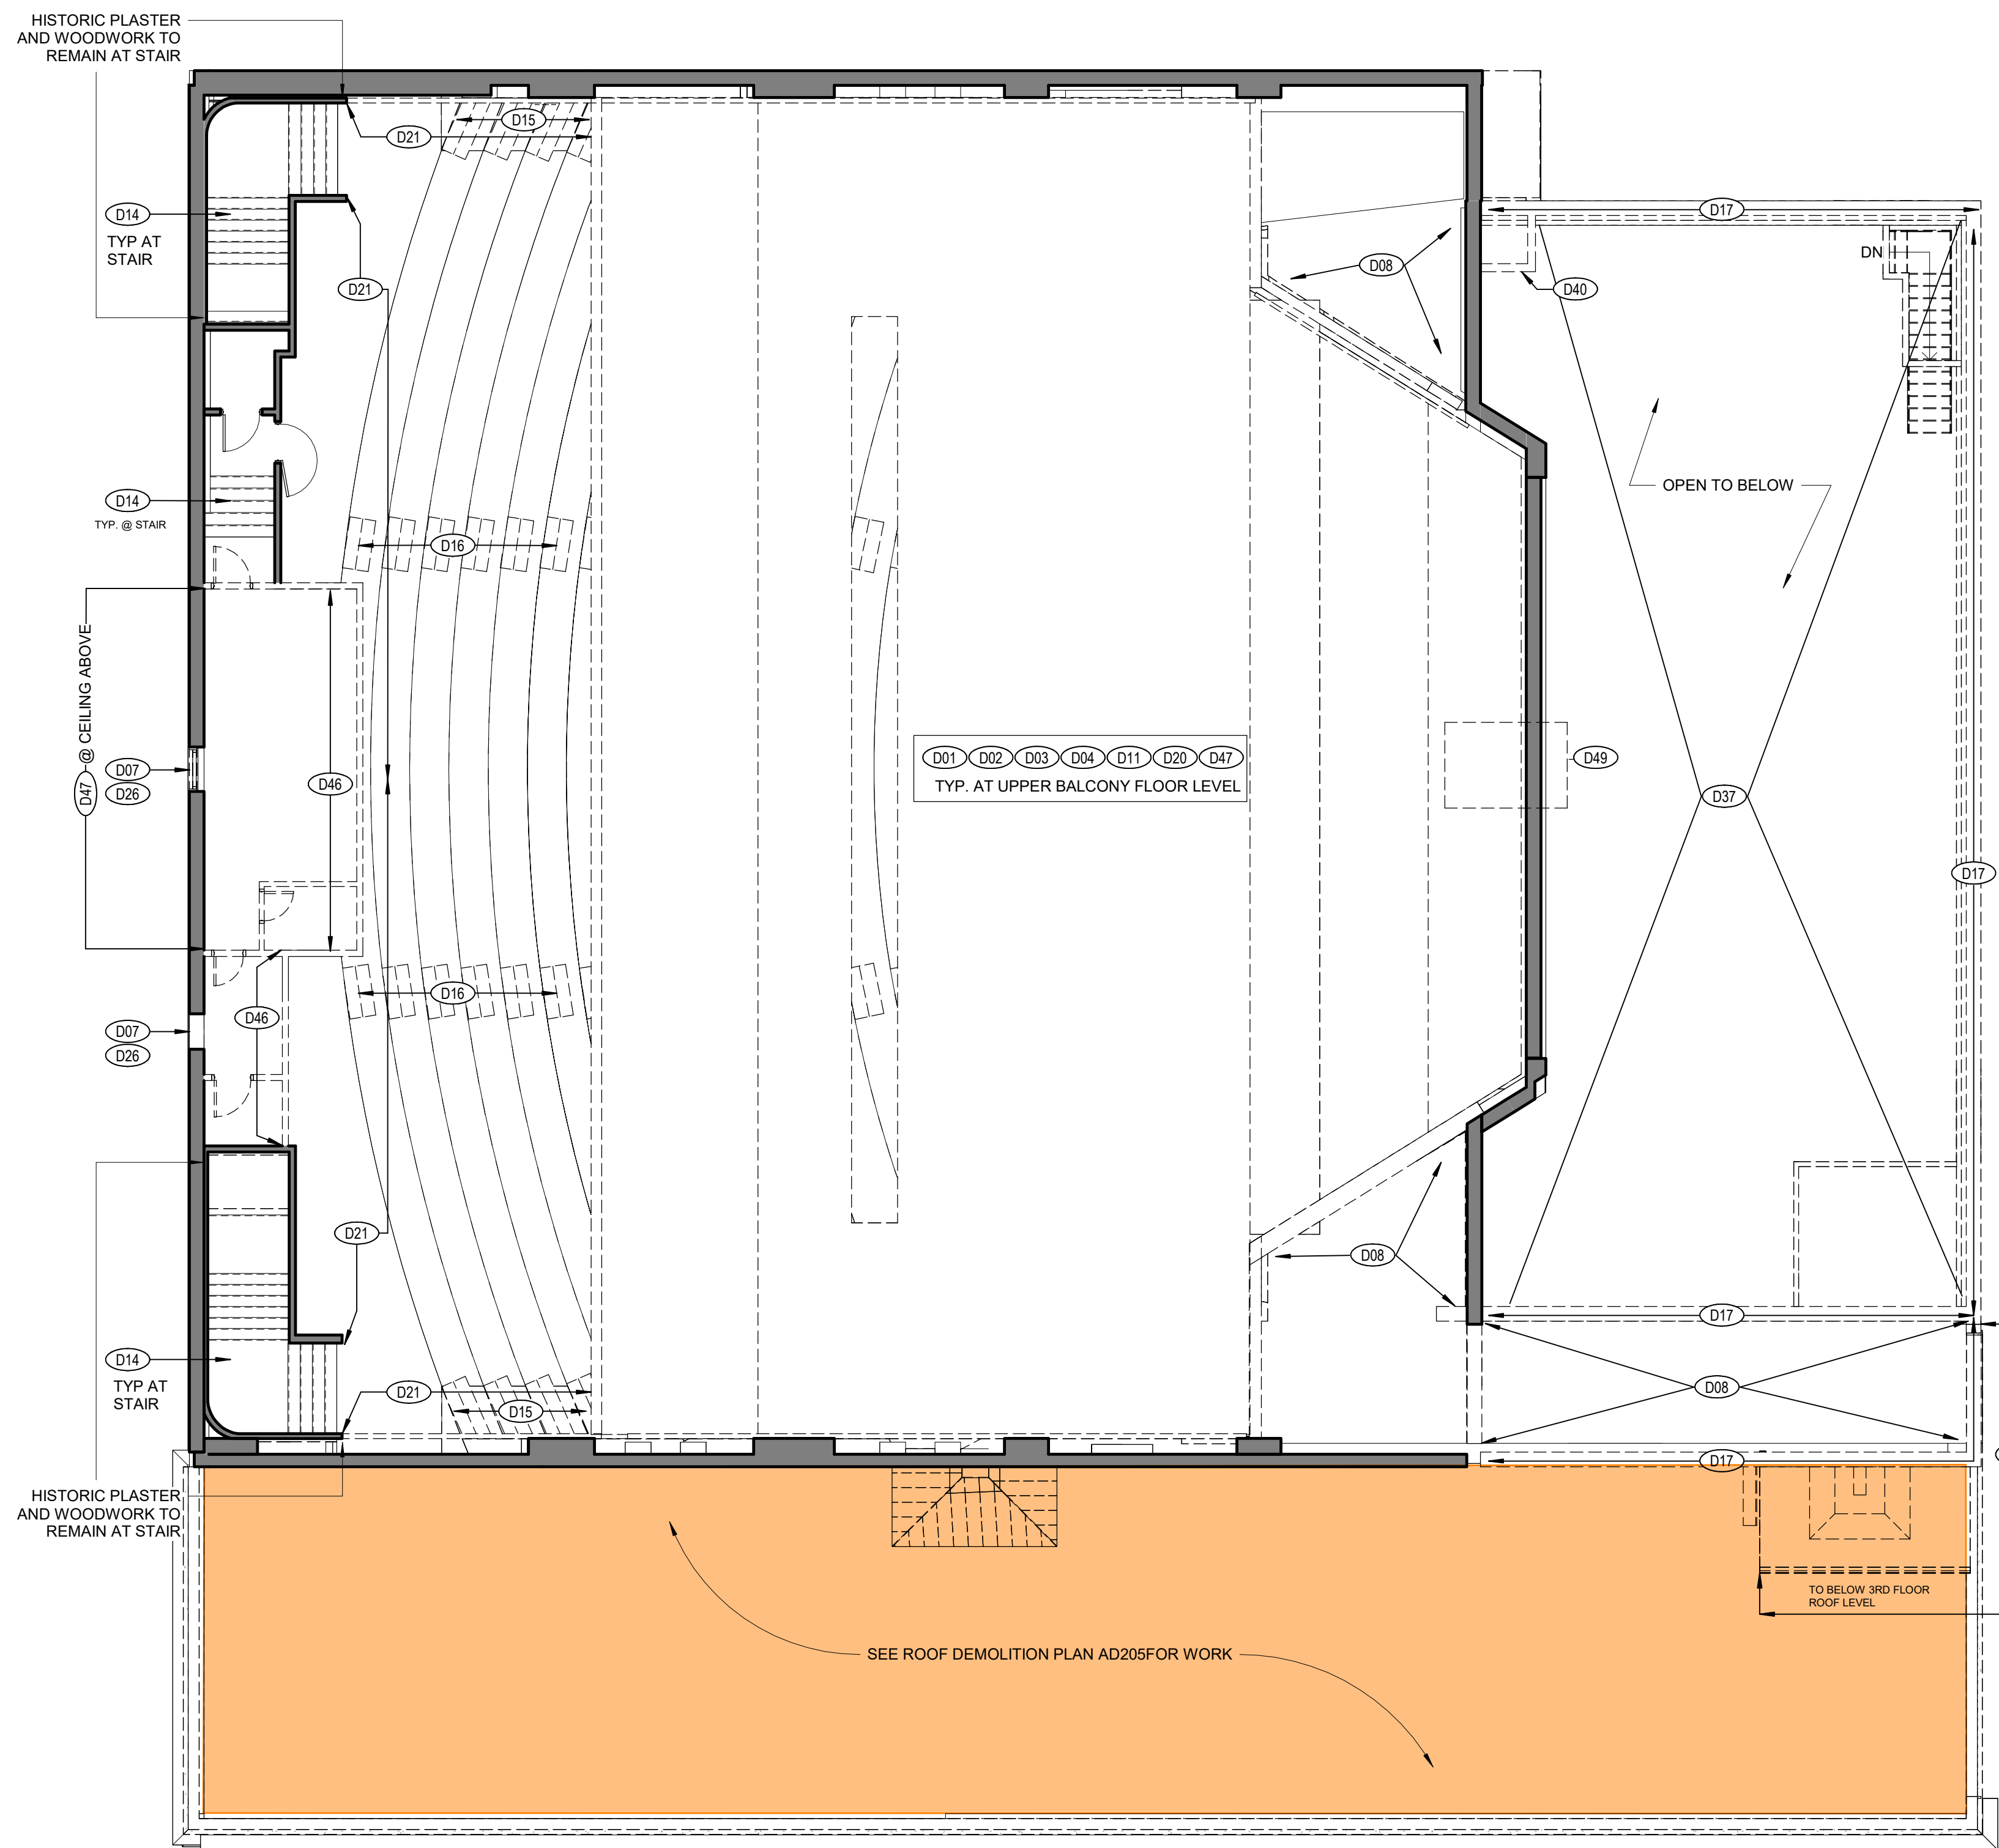 HISTORIC PLASTER
AND WOODWORK TO
REMAIN AT STAIR
D15
D21
D14
TYP AT
STAIR
D17
DN
D08
D40
D21
OPEN TO BELOW
D14
TYP. @ STAIR
D16
D47 @ CEILING ABOVE
D07
D26
D46
D01 D02 D03 D04 D11 D20 D47
TYP. AT UPPER BALCONY FLOOR LEVEL
D49
D37
D17
D16
D46
D07
D26
D21
D08
D17
D14
TYP AT
STAIR
D21
D15
D08
D17
HISTORIC PLASTER
AND WOODWORK TO
REMAIN AT STAIR
TO BELOW 3RD FLOOR
ROOF LEVEL
SEE ROOF DEMOLITION PLAN AD205FOR WORK